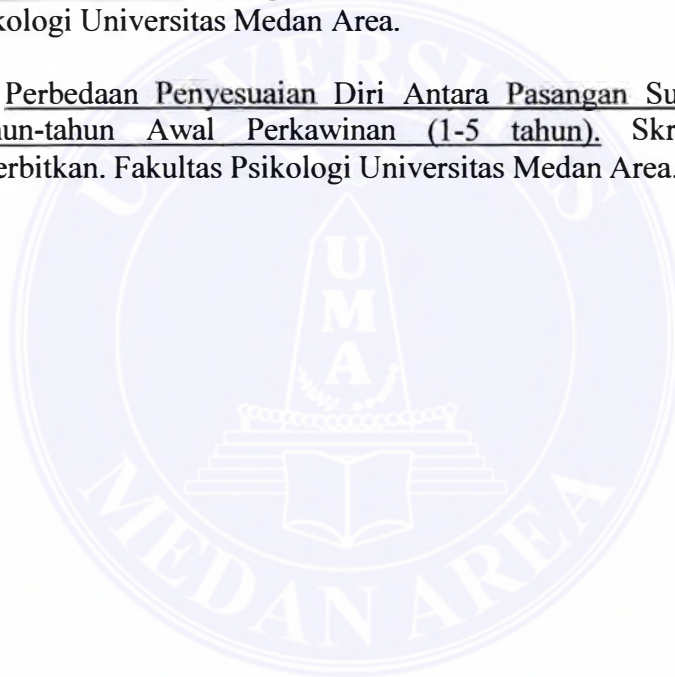 kologi Universitas Medan Area.
Perbedaan Penyesuaian Diri Antara Pasangan Su
un-tahun Awal Perkawinan (1-5 tahun). Skr
erbitkan. Fakultas Psikologi Universitas Medan Area.
UNIVERSITAS
UMA
MEDAN AREA